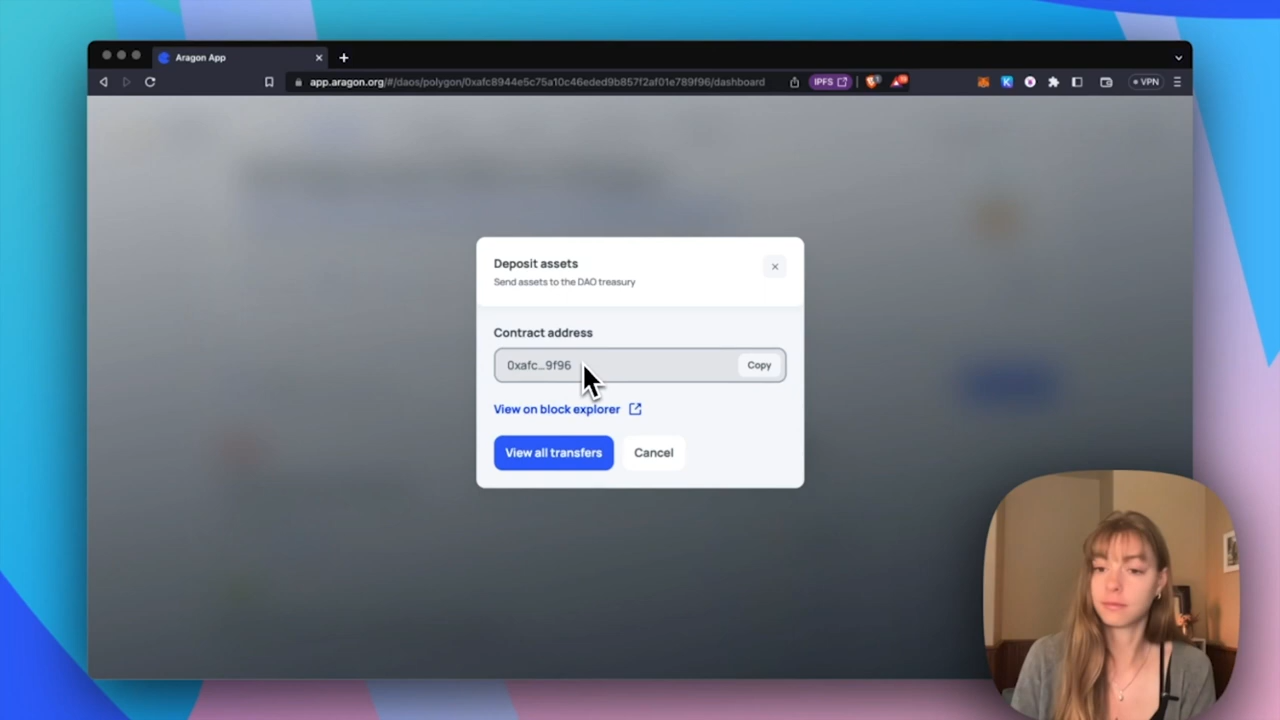 Aragon App
app.aragon.org/#/daos/polygon/0xafc8944e5c75a10c46eded9b857f2af01e789f96/dashboard
IPFS
VPN
Deposit assets
Send assets to the DAO treasury
Contract address
0xafc...9f96
Copy
View on block explorer
View all transfers
Cancel